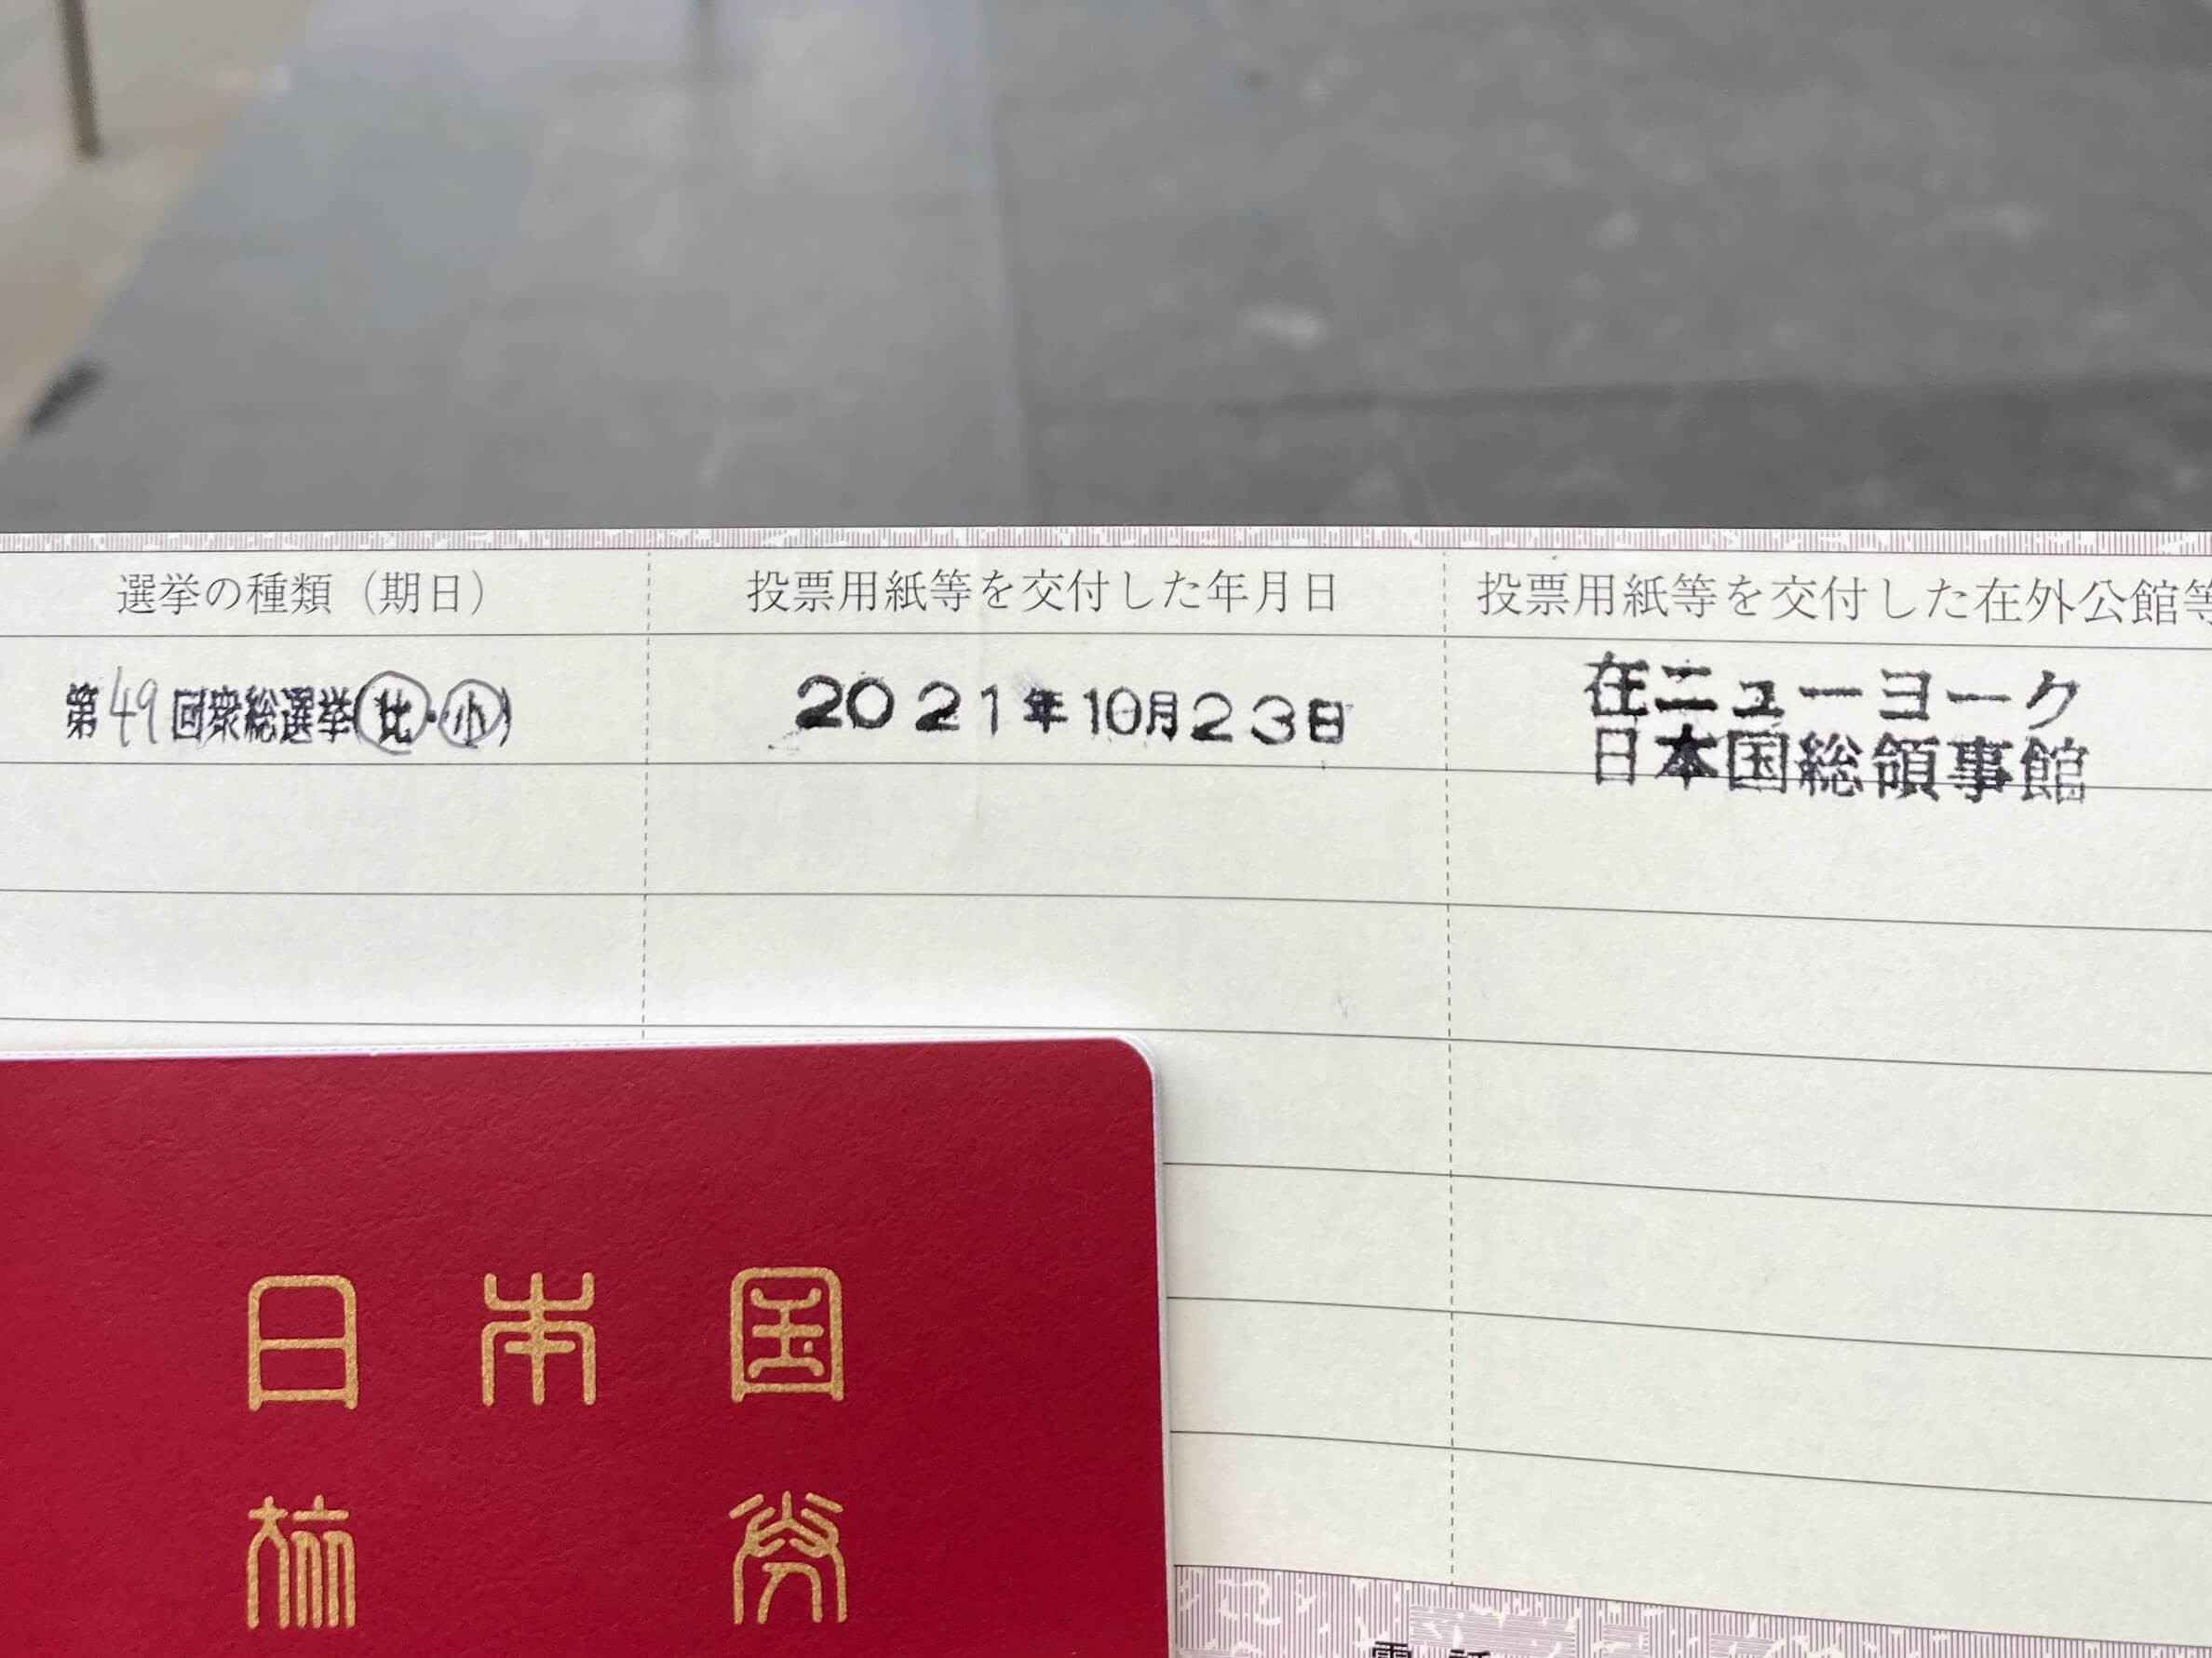 選挙の種類（期日）
投票用紙等を交付した年月日
投票用紙等を交付した在外公館等
第49回衆総選挙(比・小)
2021年10月23日
在ニューヨーク
日本国総領事館
日本国
旅券
電話